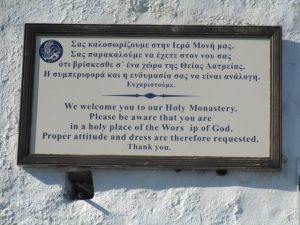 Σας καλοσωρίζουμε στην Ιερά Μονή μας.
Σας παρακαλούμε να έχετε στον νου σας
ότι βρίσκεσθε σ' ένα χώρο της Θείας Λατρείας.
Η συμπεριφορά και η ενδυμασία σας να είναι ανάλογη.
Ευχαριστούμε.
We welcome you to our Holy Monastery.
Please be aware that you are
in a holy place of the Wors ip of God.
Proper attitude and dress are therefore requested.
Thank you.